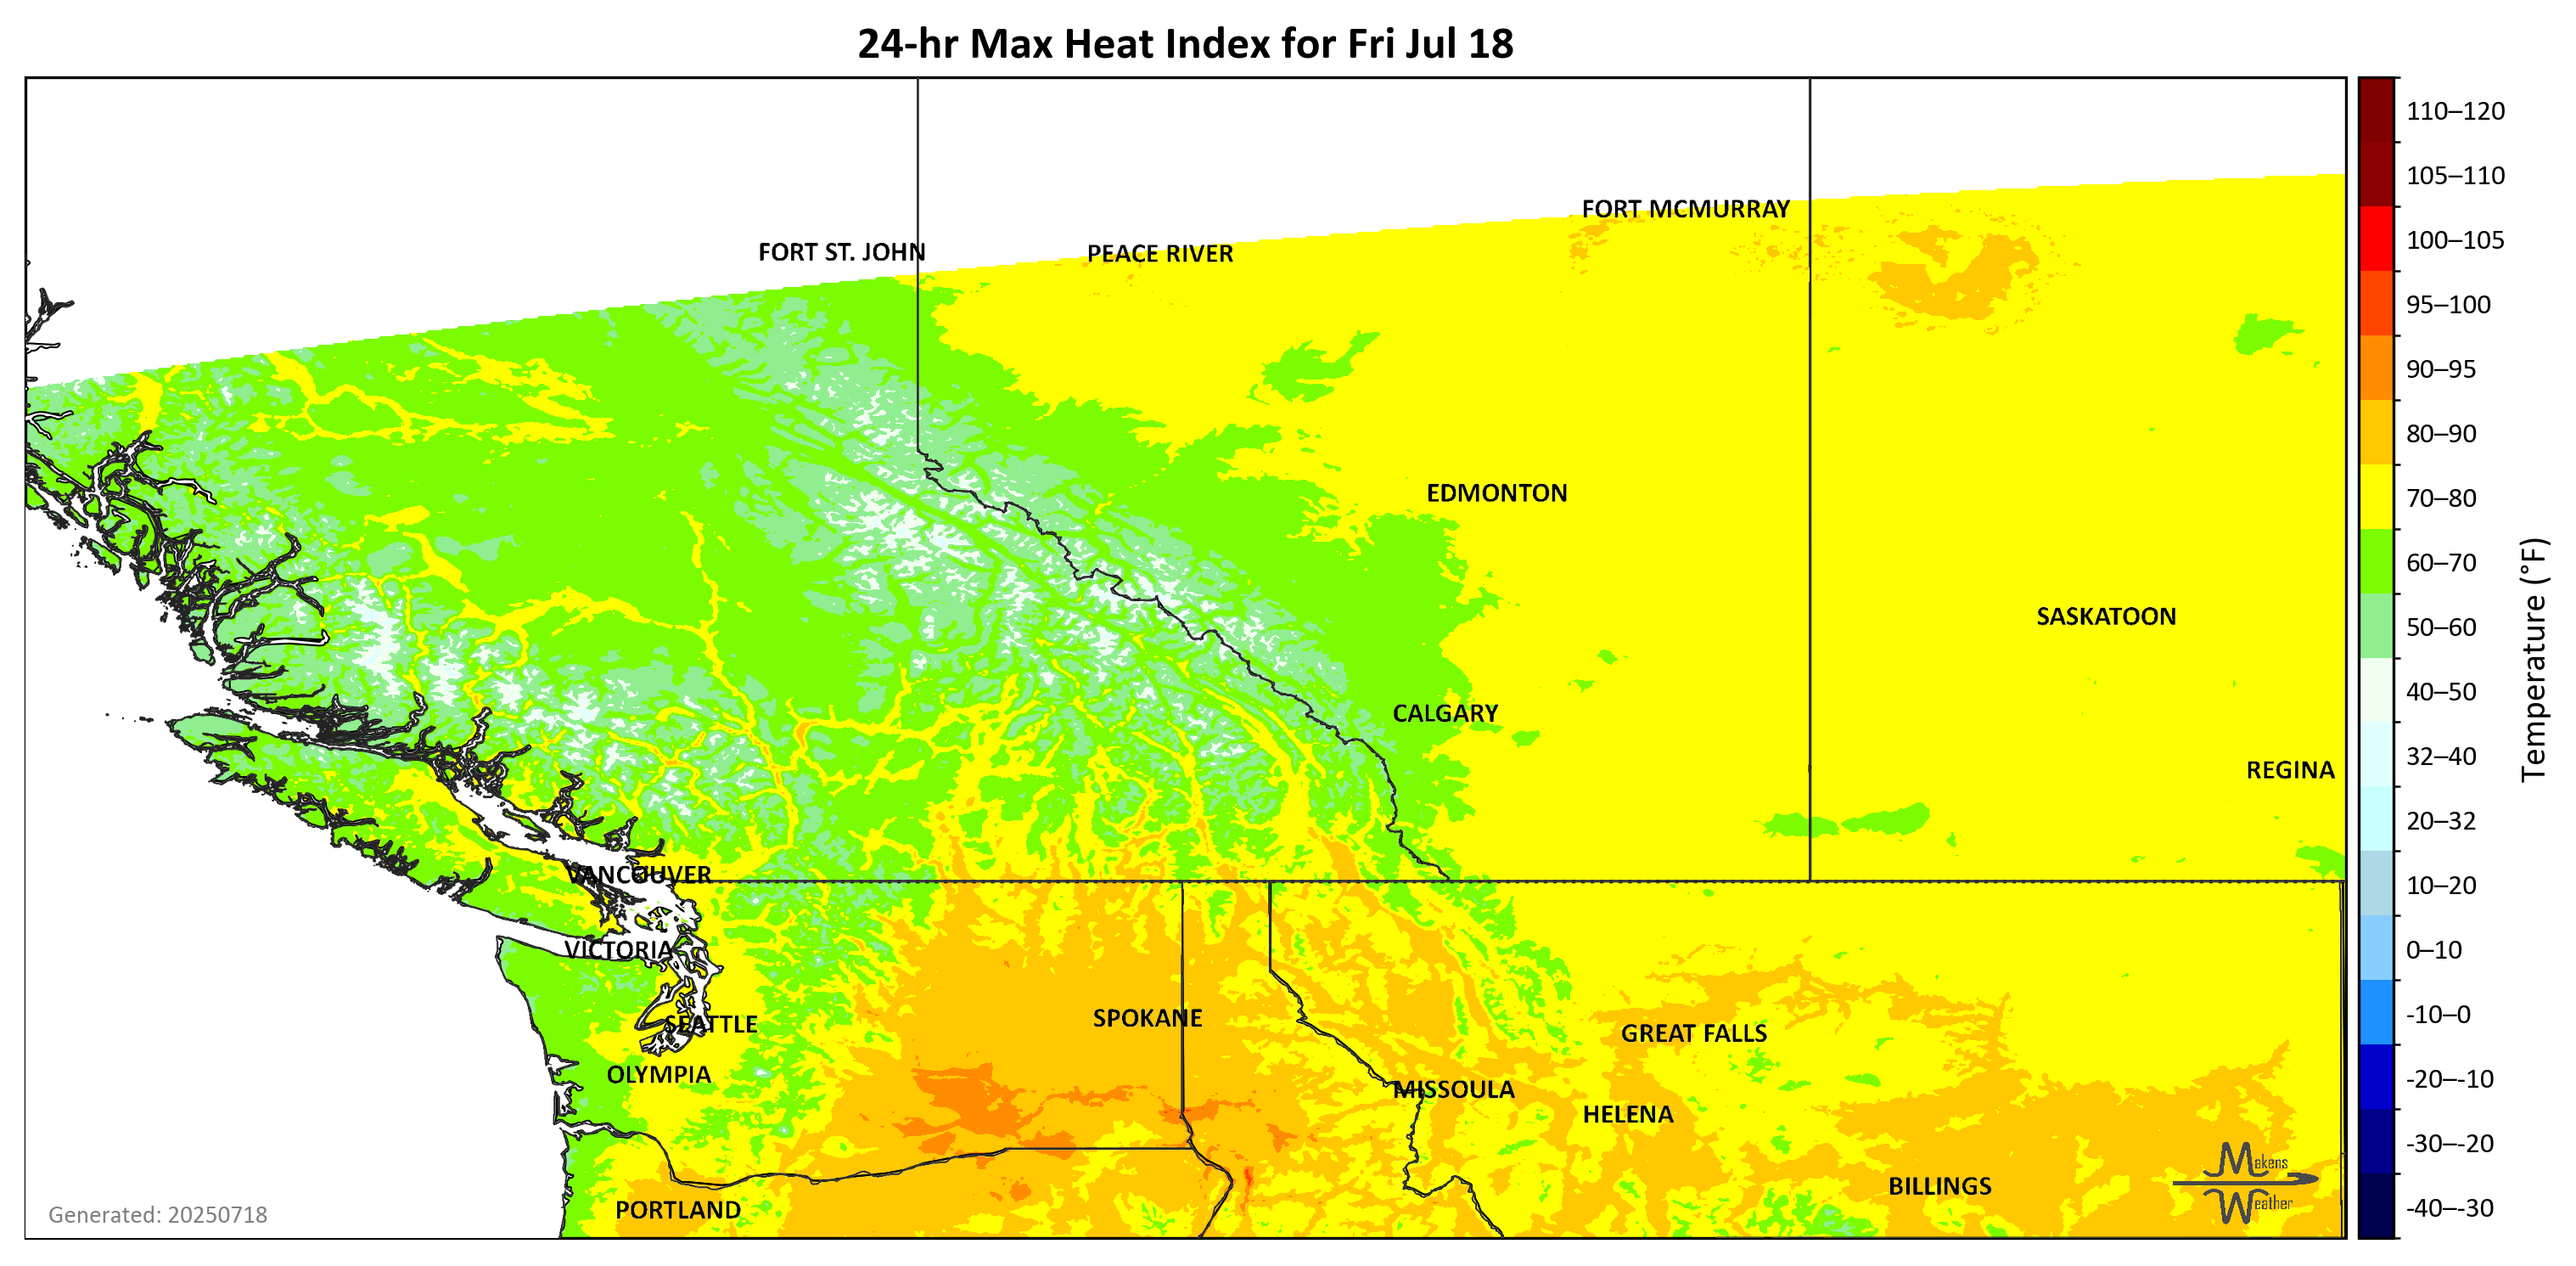 24-hr Max Heat Index for Fri Jul 18
FORT MCMURRAY
FORT ST. JOHN
PEACE RIVER
EDMONTON
SASKATOON
CALGARY
REGINA
VANCOUVER
VICTORIA
SPOKANE
SEATTLE
GREAT FALLS
OLYMPIA
MISSOULA
HELENA
BILLINGS
PORTLAND
Makens
Weather
Generated: 20250718
110–120
105–110
100–105
95–100
90–95
80–90
70–80
60–70
50–60
40–50
32–40
20–32
10–20
0–10
-10–0
-20–-10
-30–-20
-40–-30
Temperature (°F)